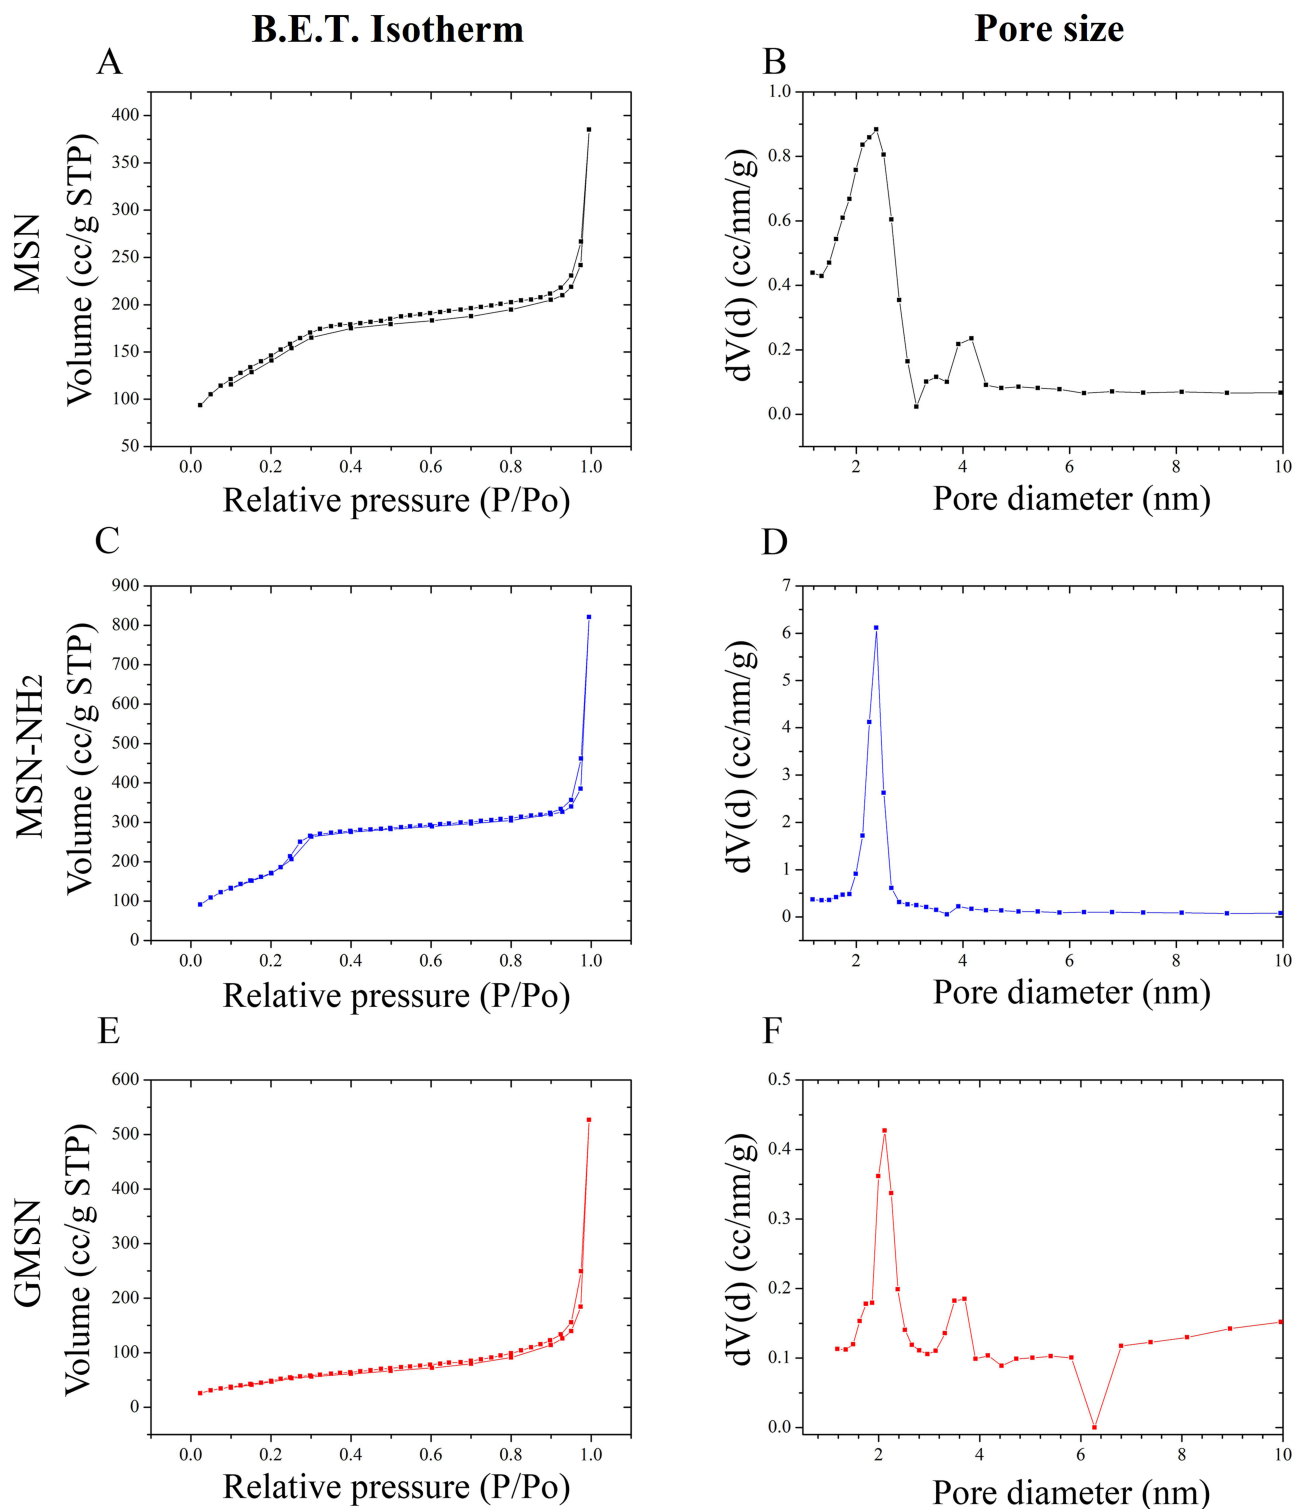 B.E.T. Isotherm
Pore size
A
MSN
Volume (cc/g STP)
400
350
300
250
200
150
100
50
0.0 0.2 0.4 0.6 0.8 1.0
Relative pressure (P/Po)
B
dV(d) (cc/nm/g)
1.0
0.8
0.6
0.4
0.2
0.0
2 4 6 8 10
Pore diameter (nm)
C
MSN-NH2
Volume (cc/g STP)
900
800
700
600
500
400
300
200
100
0
0.0 0.2 0.4 0.6 0.8 1.0
Relative pressure (P/Po)
D
dV(d) (cc/nm/g)
7
6
5
4
3
2
1
0
2 4 6 8 10
Pore diameter (nm)
E
GMSN
Volume (cc/g STP)
600
500
400
300
200
100
0
0.0 0.2 0.4 0.6 0.8 1.0
Relative pressure (P/Po)
F
dV(d) (cc/nm/g)
0.5
0.4
0.3
0.2
0.1
0.0
2 4 6 8 10
Pore diameter (nm)